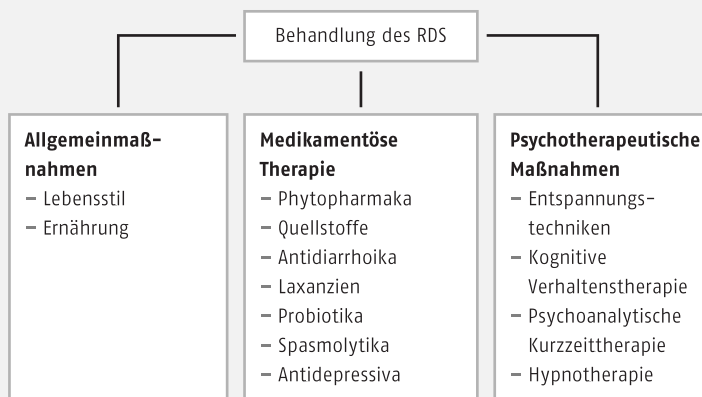 Behandlung des RDS
Allgemeinmaß-
nahmen
– Lebensstil
– Ernährung
Medikamentöse
Therapie
– Phytopharmaka
– Quellstoffe
– Antidiarrhoika
– Laxanzien
– Probiotika
– Spasmolytika
– Antidepressiva
Psychotherapeutische
Maßnahmen
– Entspannungs-
techniken
– Kognitive
Verhaltenstherapie
– Psychoanalytische
Kurzzeittherapie
– Hypnotherapie